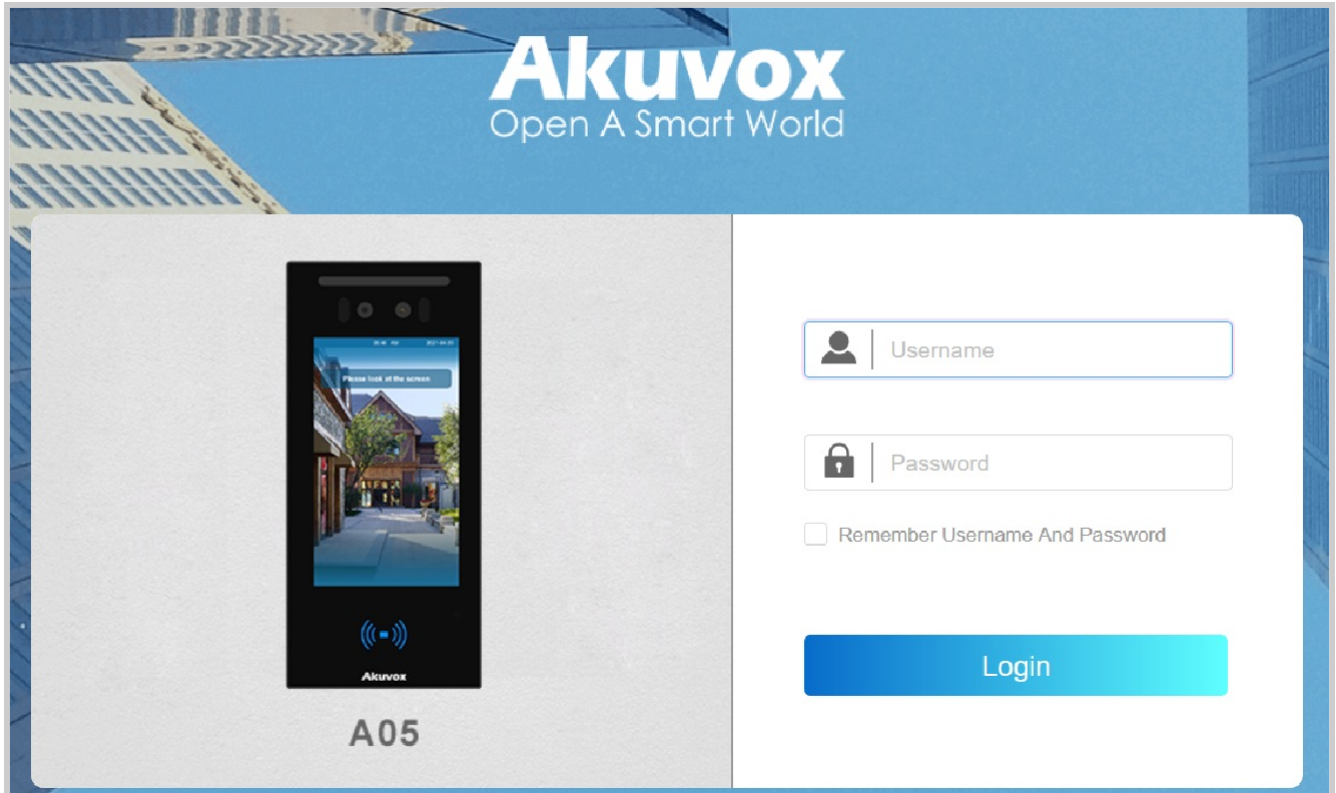 Akuvox
Open A Smart World
Please look at the screen
Akuvox
A05
Username
Password
Remember Username And Password
Login